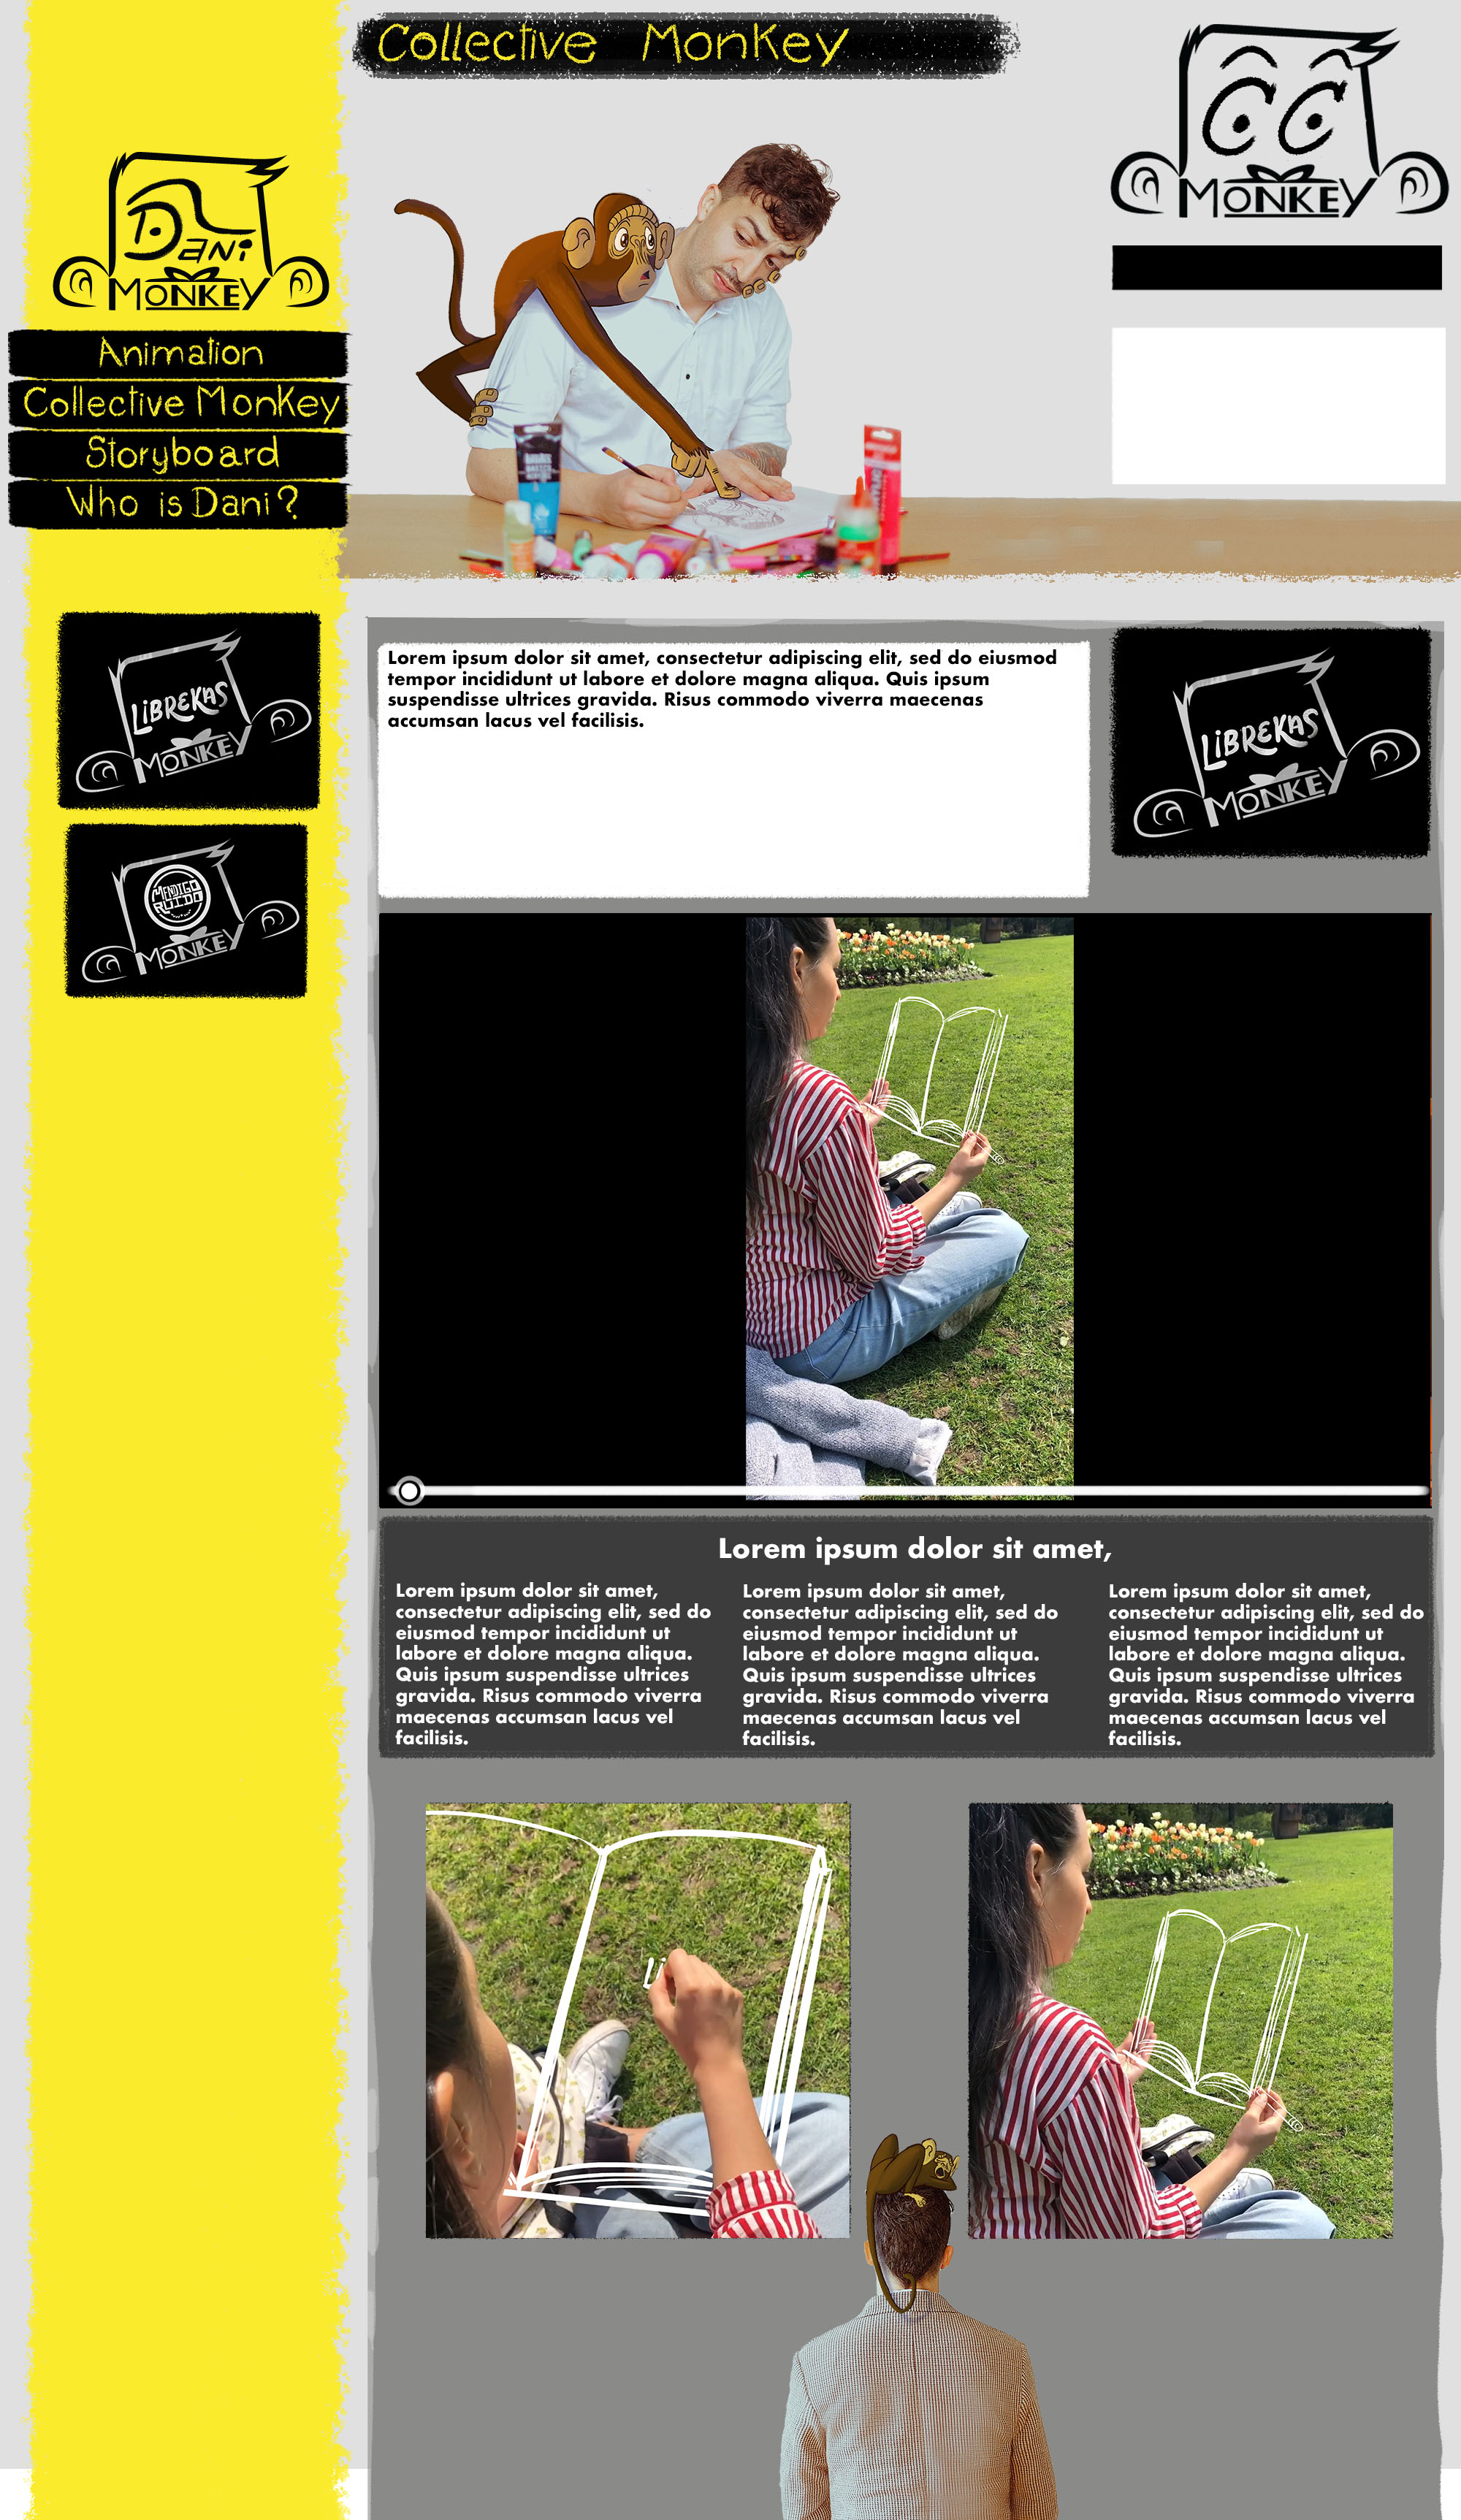 Collective Monkey
CC
MONKEY
Dani
MONKEY
Animation
Collective Monkey
Storyboard
Who is Dani?
LiBREKAS
MONKEY
MENDIGO
RUIDO
MONKEY
Lorem ipsum dolor sit amet, consectetur adipiscing elit, sed do eiusmod
tempor incididunt ut labore et dolore magna aliqua. Quis ipsum
suspendisse ultrices gravida. Risus commodo viverra maecenas
accumsan lacus vel facilisis.
LiBREKAS
MONKEY
Lorem ipsum dolor sit amet,
Lorem ipsum dolor sit amet,
consectetur adipiscing elit, sed do
eiusmod tempor incididunt ut
labore et dolore magna aliqua.
Quis ipsum suspendisse ultrices
gravida. Risus commodo viverra
maecenas accumsan lacus vel
facilisis.
Lorem ipsum dolor sit amet,
consectetur adipiscing elit, sed do
eiusmod tempor incididunt ut
labore et dolore magna aliqua.
Quis ipsum suspendisse ultrices
gravida. Risus commodo viverra
maecenas accumsan lacus vel
facilisis.
Lorem ipsum dolor sit amet,
consectetur adipiscing elit, sed do
eiusmod tempor incididunt ut
labore et dolore magna aliqua.
Quis ipsum suspendisse ultrices
gravida. Risus commodo viverra
maecenas accumsan lacus vel
facilisis.
Li